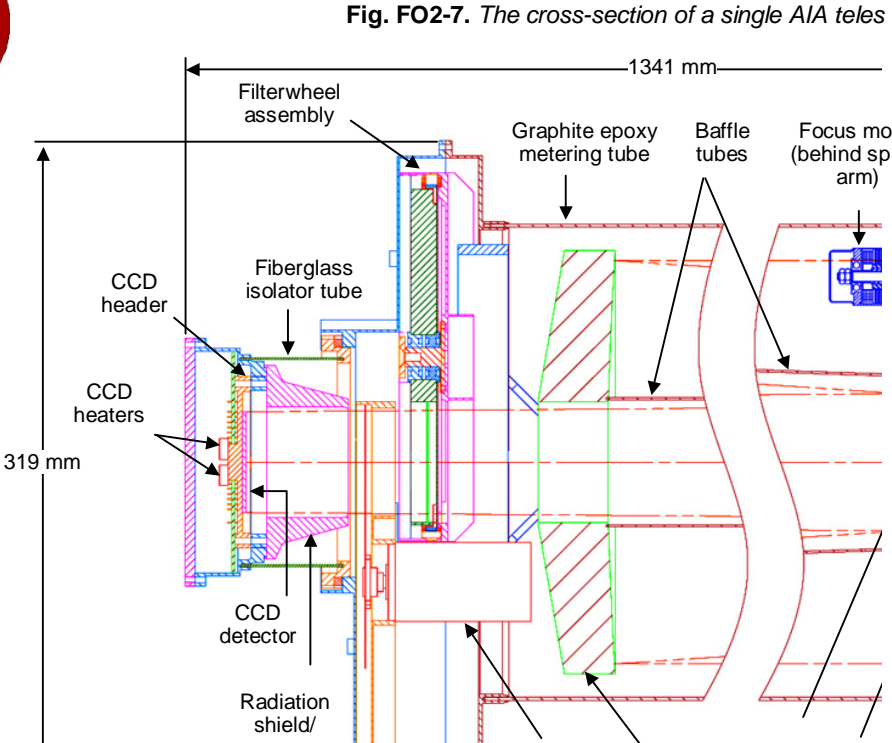 Fig. FO2-7. The cross-section of a single AIA teles
1341 mm
Filterwheel
assembly
Graphite epoxy
metering tube
Baffle
tubes
Focus mo
(behind sp
arm)
CCD
header
Fiberglass
isolator tube
CCD
heaters
319 mm
CCD
detector
Radiation
shield/